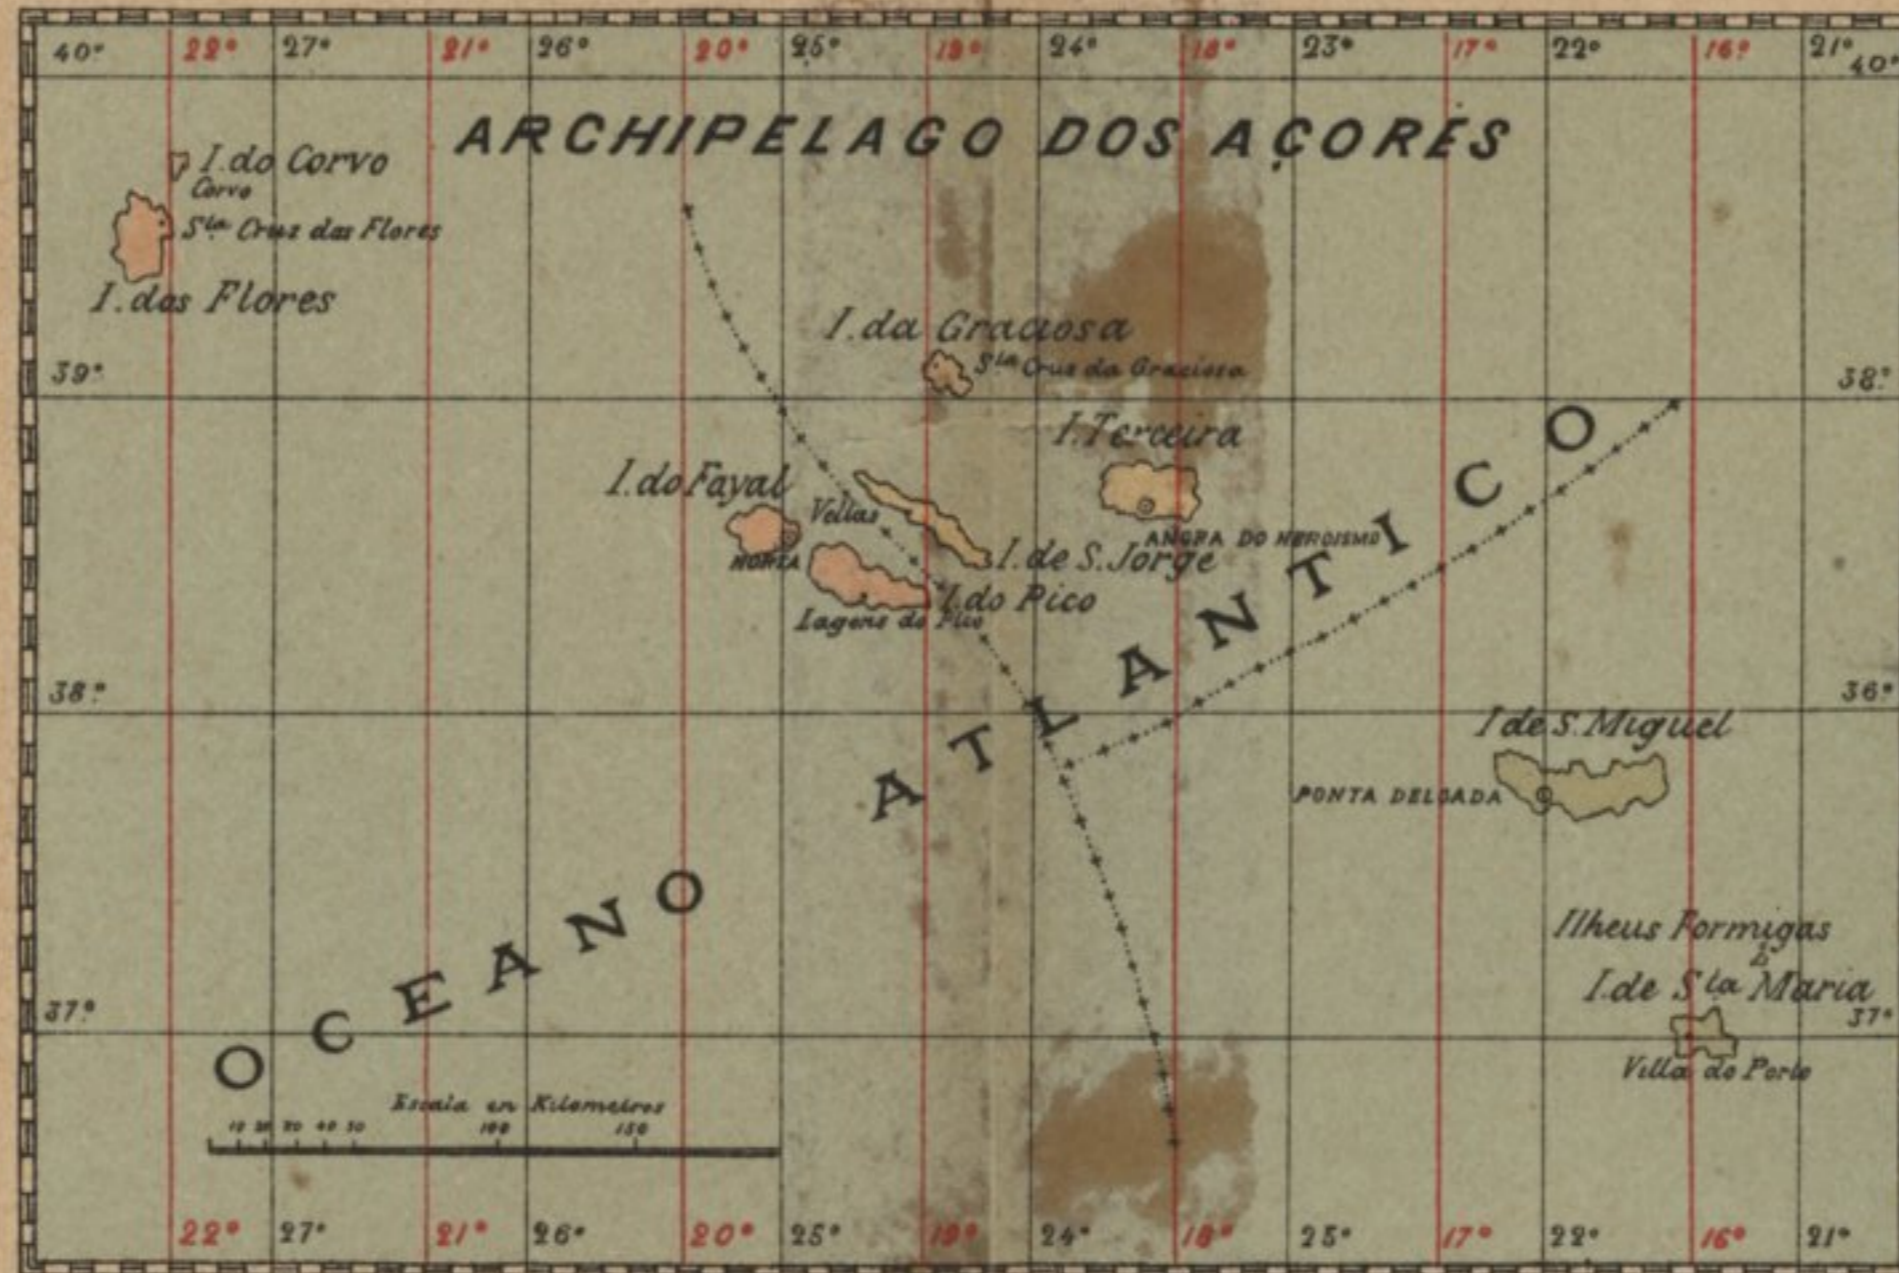 40° 22° 27° 21° 26° 20° 25° 19° 24° 18° 23° 17° 22° 16° 21° 40°
ARCHIPELAGO DOS AÇORES
I. do Corvo
Corvo
Sta Cruz das Flores
I. das Flores
I. da Graciosa
Sta Cruz da Graciosa
39° 38°
I. Terceira
I. do Fayal
Vellas
ANGRA DO HEROISMO
HORTA
I. de S. Jorge
I. do Pico
Lagens do Pico
38° 36°
I de S. Miguel
PONTA DELGADA
OCEANO ATLANTICO
Ilheus Formigas
I. de Sta Maria
37° 37°
Villa do Porto
Escala en Kilometros
10 20 30 40 50 100 150
22° 27° 21° 26° 20° 25° 19° 24° 18° 23° 17° 22° 16° 21°